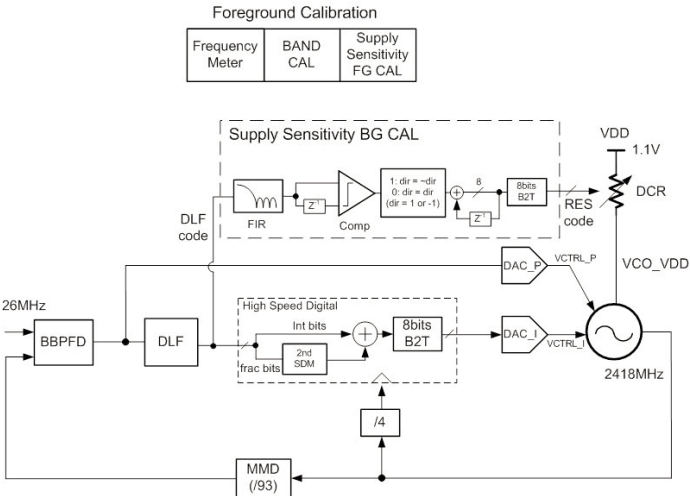 Foreground Calibration
Frequency
Meter
BAND
CAL
Supply
Sensitivity
FG CAL
Supply Sensitivity BG CAL
VDD
1.1V
DCR
FIR
Z-1
Comp
1: dir = ~dir
0: dir = dir
(dir = 1 or -1)
8
Z-1
8bits
B2T
RES
code
DLF
code
DAC_P
VCTRL_P
VCO_VDD
26MHz
BBPFD
DLF
High Speed Digital
Int bits
frac bits
2nd
SDM
8bits
B2T
DAC_I
VCTRL_I
2418MHz
/4
MMD
(/93)